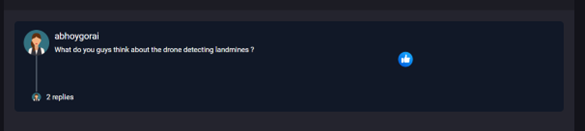 abhoygorai
What do you guys think about the drone detecting landmines ?
2 replies